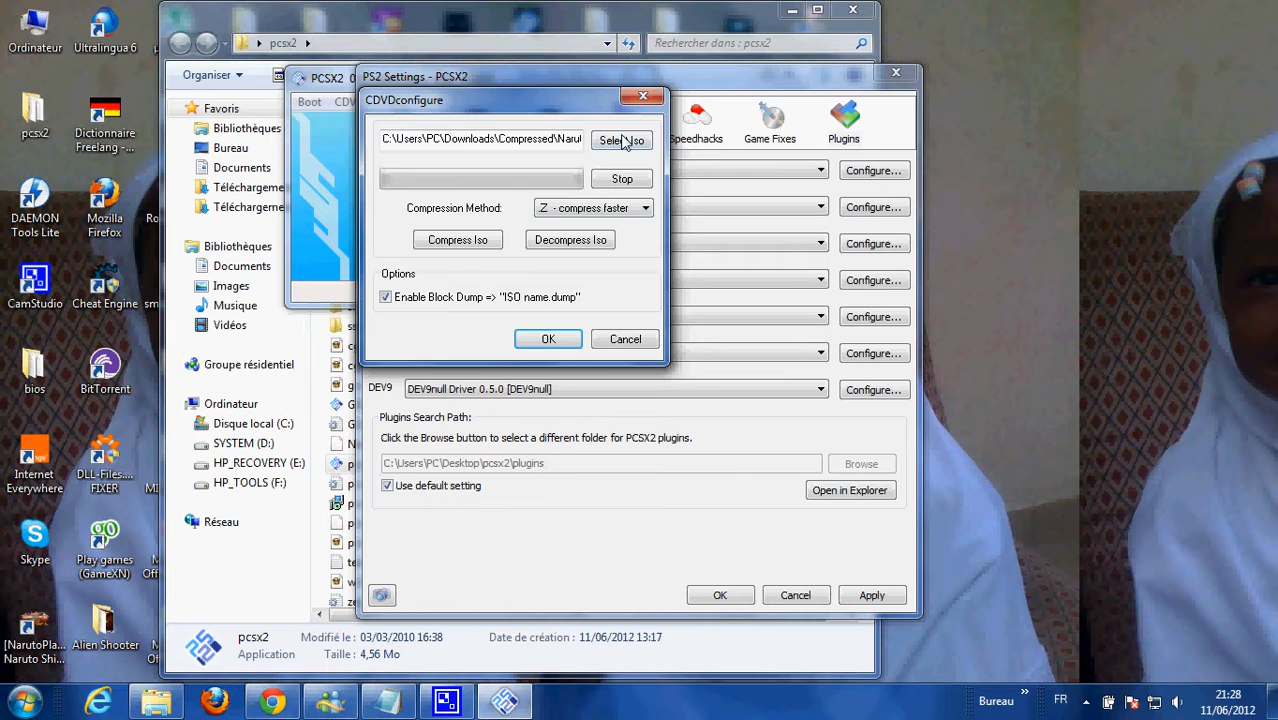 Ordinateur
Ultralingua 6
pcsx2
Dictionnaire
Freelang -...
DAEMON
Tools Lite
Mozilla
Firefox
CamStudio
Cheat Engine
bios
BitTorrent
Internet
Everywhere
DLL-Files....
FIXER
Skype
Play games
(GameXN)
[NarutoPla...
Naruto Shi...
Alien Shooter
pcsx2
Rechercher dans : pcsx2
Organiser
Favoris
Bibliothèques
Bureau
Documents
Téléchargeme
Téléchargeme
Bibliothèques
Documents
Images
Musique
Vidéos
Groupe résidentiel
Ordinateur
Disque local (C:)
SYSTEM (D:)
HP_RECOVERY (E:)
HP_TOOLS (F:)
Réseau
PCSX2 0
Boot CDV
PS2 Settings - PCSX2
Speedhacks
Game Fixes
Plugins
Configure...
Configure...
Configure...
Configure...
Configure...
Configure...
DEV9
DEV9null Driver 0.5.0 [DEV9null]
Configure...
Plugins Search Path:
Click the Browse button to select a different folder for PCSX2 plugins.
C:\Users\PC\Desktop\pcsx2\plugins
Browse
Use default setting
Open in Explorer
OK
Cancel
Apply
CDVDconfigure
C:\Users\PC\Downloads\Compressed\Narul
Select Iso
Stop
Compression Method:
.Z - compress faster
Compress Iso
Decompress Iso
Options
Enable Block Dump => "ISO name.dump"
OK
Cancel
pcsx2
Modifié le : 03/03/2010 16:38
Date de création : 11/06/2012 13:17
Application
Taille : 4,56 Mo
Bureau
FR
21:28
11/06/2012